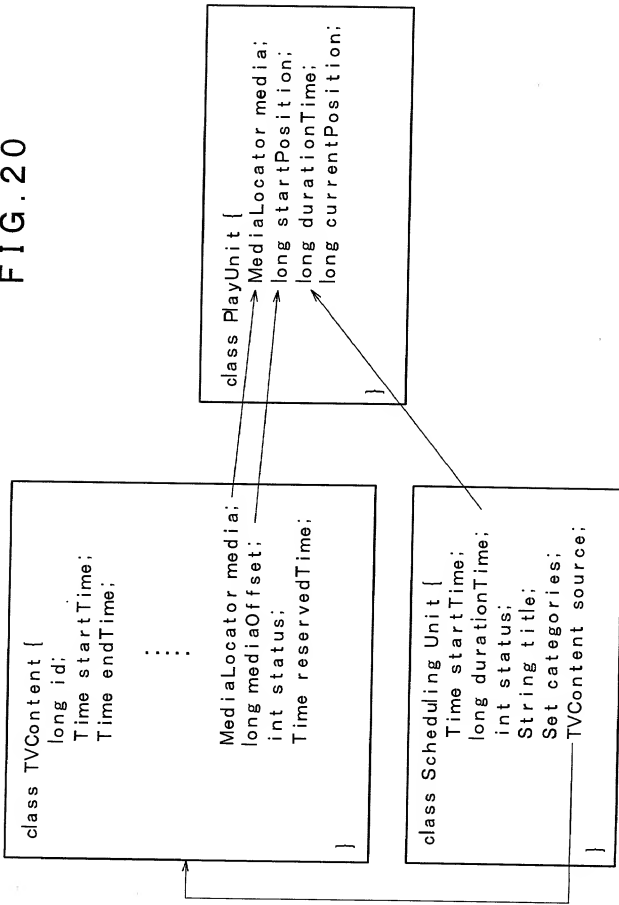 FIG. 20
class TVContent {
long id;
Time startTime;
Time endTime;
.....
MediaLocator media;
long mediaOffset;
int status;
Time reservedTime;
}
class Scheduling Unit {
Time startTime;
long durationTime;
int status;
String title;
Set categories;
TVContent source;
}
class PlayUnit {
MediaLocator media;
long startPosition;
long durationTime;
long currentPosition;
}